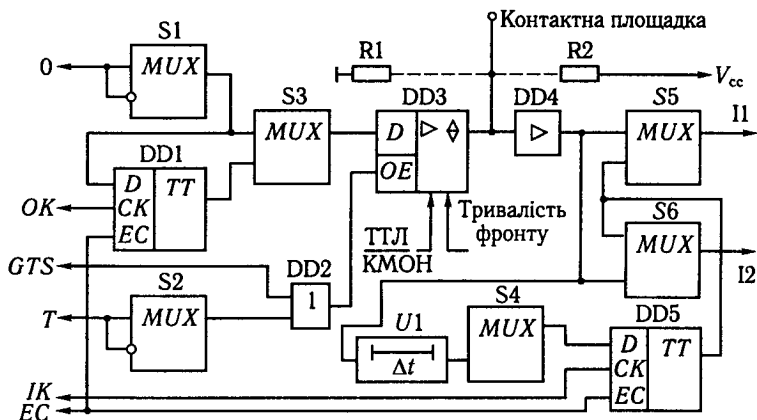 Контактна площадка
S1
R1
R2
0
MUX
V_cc
S3
DD3
DD4
S5
MUX
D
▷
MUX
I1
DD1
OE
D
TT
OK
CK
EC
S6
ТТЛ
КМОН
Тривалість
фронту
MUX
I2
GTS
S2
DD2
1
MUX
S4
T
U1
MUX
DD5
Δt
D
TT
CK
EC
IK
EC